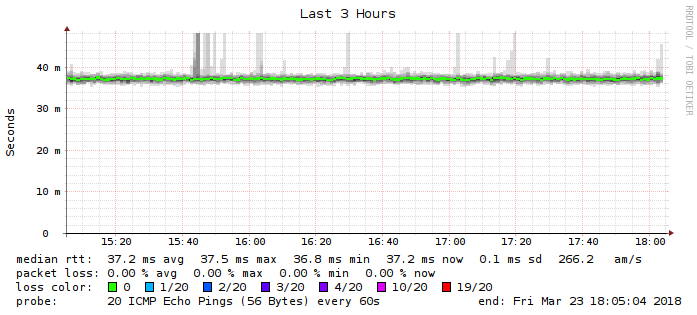 Last 3 Hours
RRDTOOL / TOBI OETIKER
Seconds
40 m
30 m
20 m
10 m
0
15:20 15:40 16:00 16:20 16:40 17:00 17:20 17:40 18:00
median rtt: 37.2 ms avg 37.5 ms max 36.8 ms min 37.2 ms now 0.1 ms sd 266.2 am/s
packet loss: 0.00 % avg 0.00 % max 0.00 % min 0.00 % now
loss color: 0 1/20 2/20 3/20 4/20 10/20 19/20
probe: 20 ICMP Echo Pings (56 Bytes) every 60s end: Fri Mar 23 18:05:04 2018